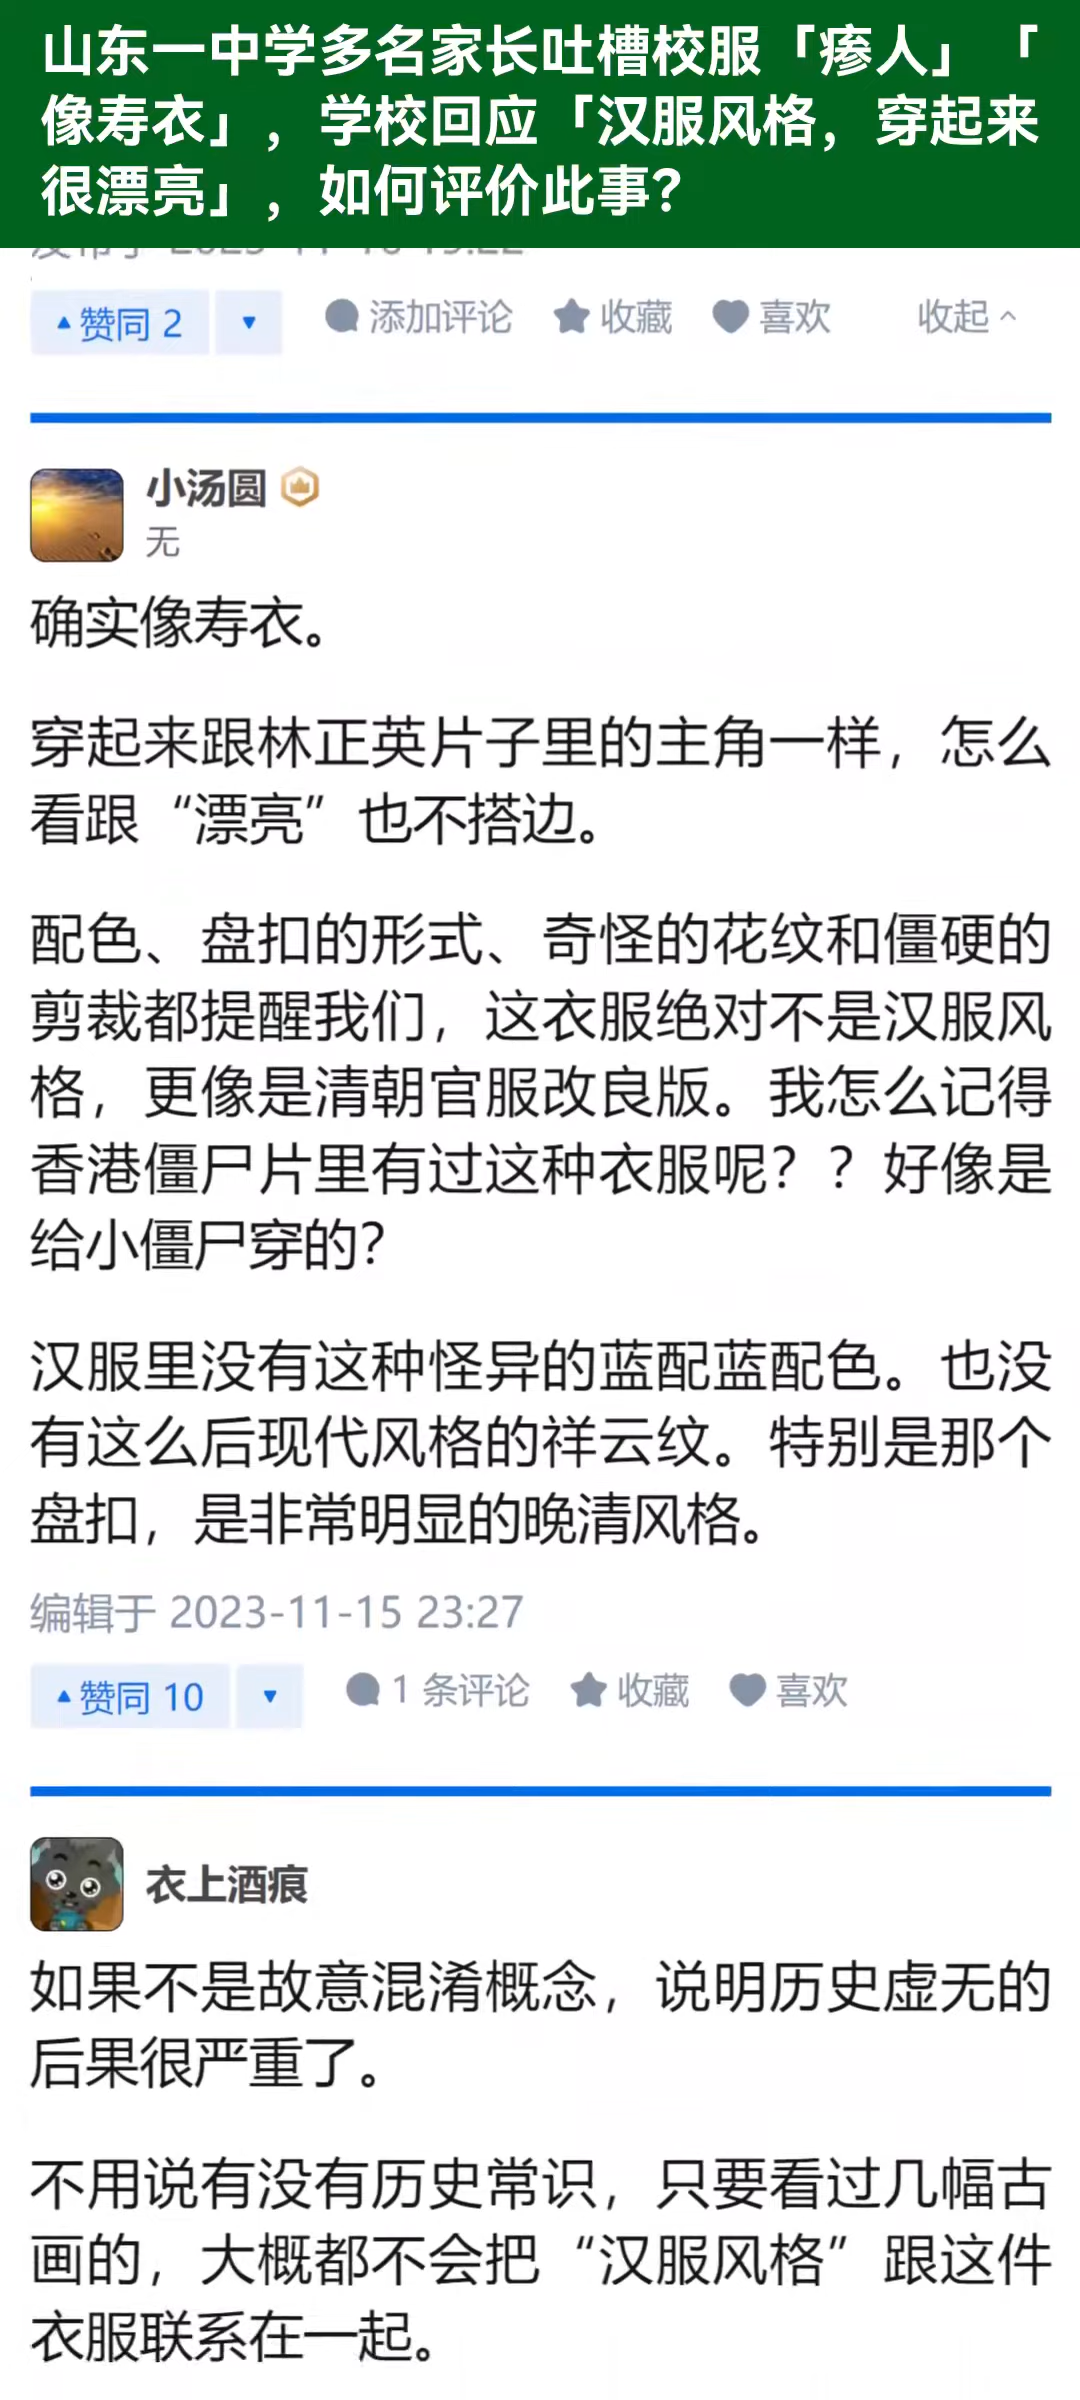 山东一中学多名家长吐槽校服「瘆人」「
像寿衣」，学校回应「汉服风格，穿起来
很漂亮」，如何评价此事？
赞同 2
添加评论
收藏
喜欢
收起
小汤圆
无
确实像寿衣。
穿起来跟林正英片子里的主角一样，怎么
看跟“漂亮”也不搭边。
配色、盘扣的形式、奇怪的花纹和僵硬的
剪裁都提醒我们，这衣服绝对不是汉服风
格，更像是清朝官服改良版。我怎么记得
香港僵尸片里有过这种衣服呢？？好像是
给小僵尸穿的？
汉服里没有这种怪异的蓝配蓝配色。也没
有这么后现代风格的祥云纹。特别是那个
盘扣，是非常明显的晚清风格。
编辑于 2023-11-15 23:27
赞同 10
1 条评论
收藏
喜欢
衣上酒痕
如果不是故意混淆概念，说明历史虚无的
后果很严重了。
不用说有没有历史常识，只要看过几幅古
画的，大概都不会把“汉服风格”跟这件
衣服联系在一起。